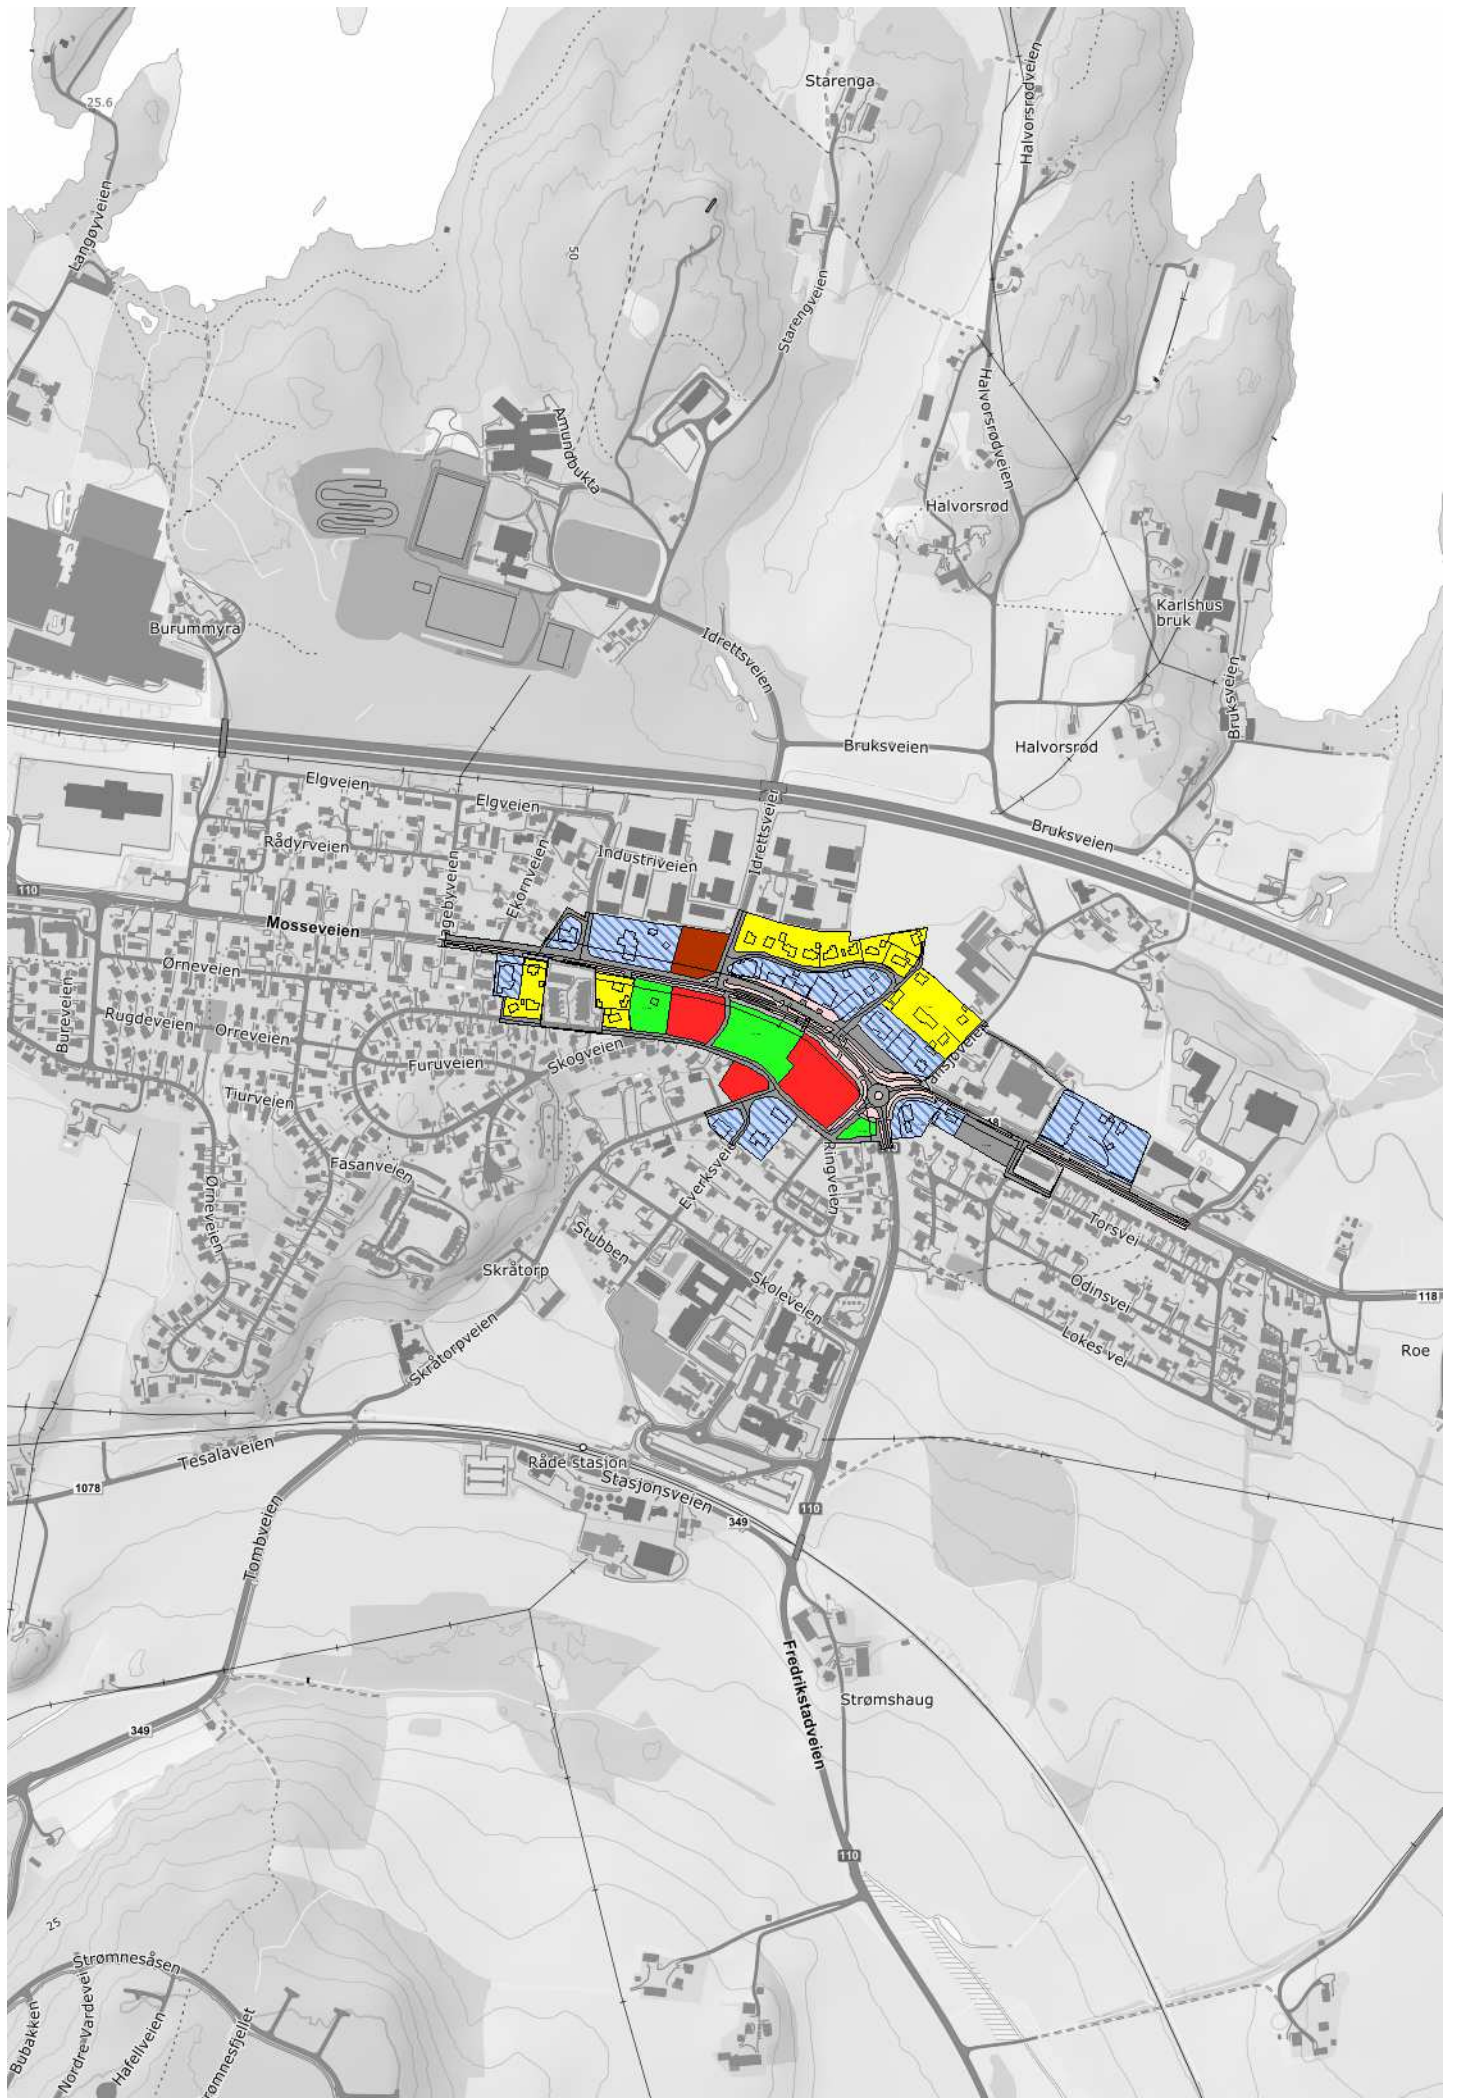 Starenga
25.6
Halvorsrødveien
Langøyveien
50
Starengveien
Halvorsrødveien
Amundbukta
Halvorsrød
Karlshus
bruk
Burummyra
Idrettsveien
Bruksveien
Bruksveien
Halvorsrød
Elgveien
Elgveien
Idrettsveien
Bruksveien
Rådyrveien
Industriveien
Ekornveien
110
Mosseveien
Ørneveien
Bureveien
Rugdeveien
Orreveien
Furuveien
Skogveien
Tiurveien
Fasanveien
Ørneveien
Everksveien
Ringveien
Stubben
Torsvei
Skråtorp
Skoleveien
Odinsvei
118
Lokes vei
Roe
Skråtorpveien
Tesalaveien
Råde stasjon
Stasjonsveien
1078
110
349
Tombveien
Fredrikstadveien
Strømshaug
349
110
25
Strømnesåsen
Bubakken
Nordre Vardevei
Hafellveien